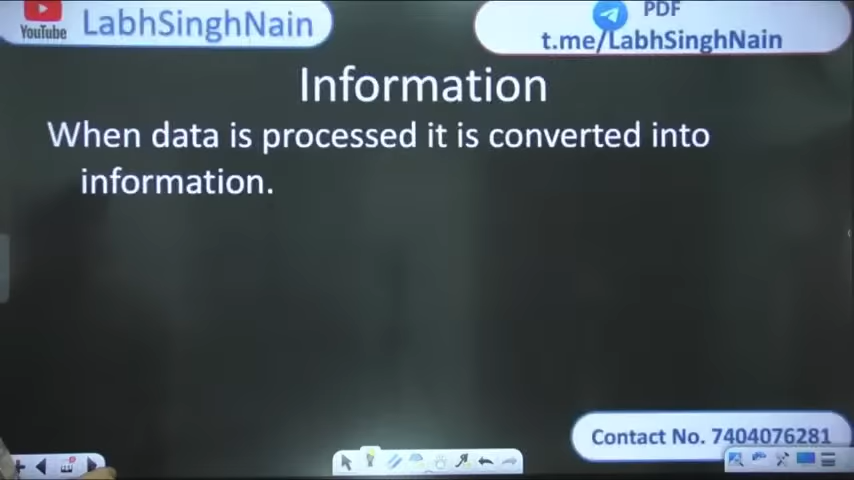 YouTube
LabhSinghNain
PDF
t.me/LabhSinghNain
Information
When data is processed it is converted into
information.
Contact No. 7404076281